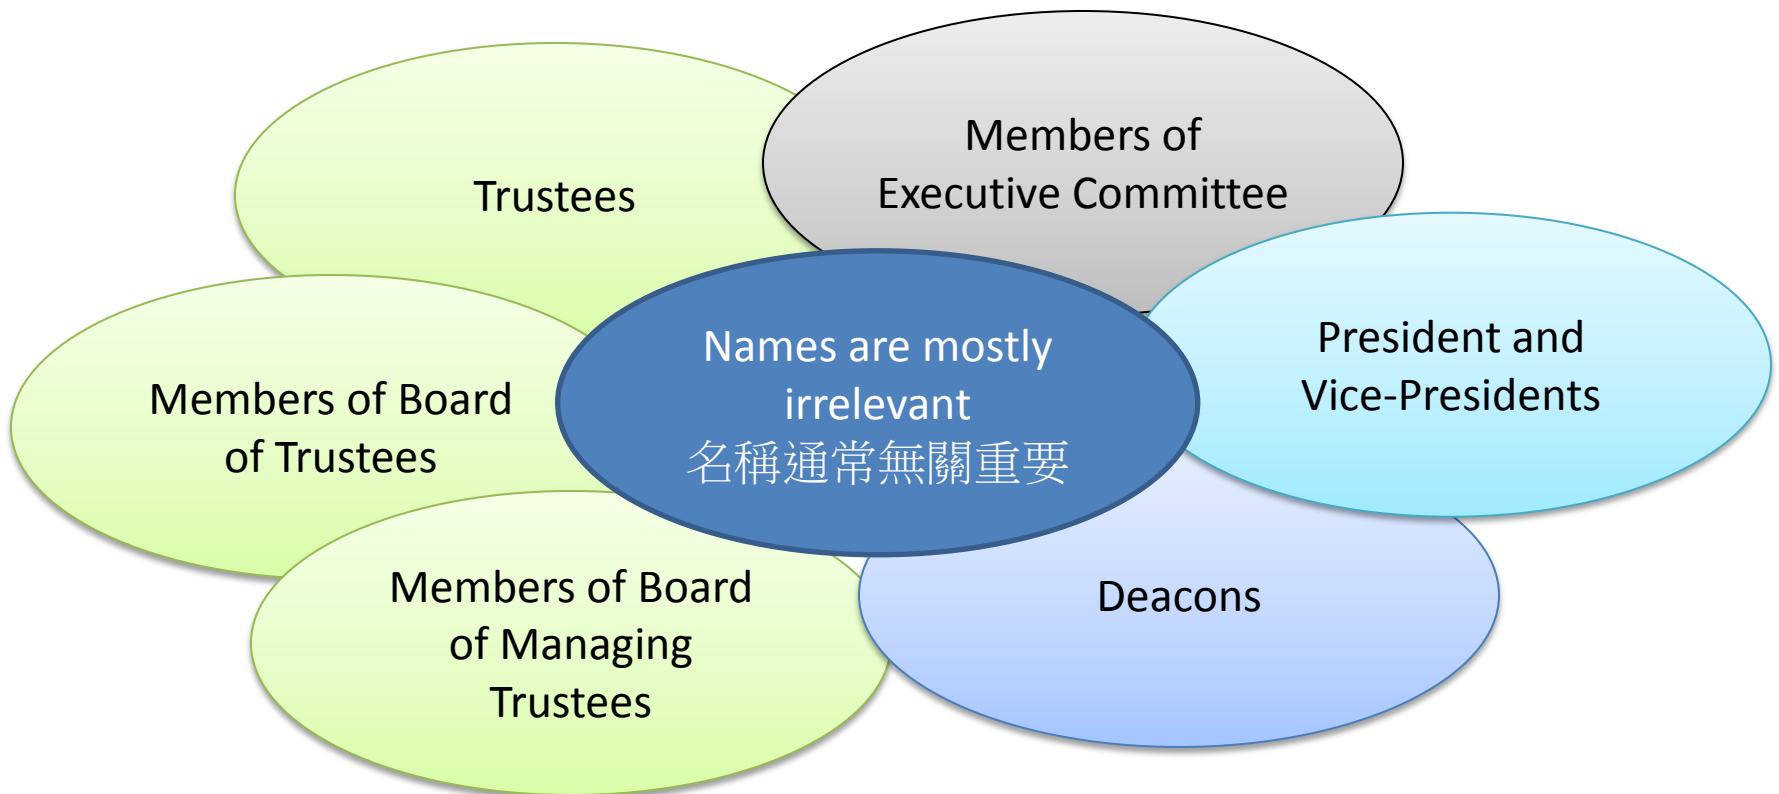 Trustees
Members of
Executive Committee
Members of Board
of Trustees
Names are mostly
irrelevant
名稱通常無關重要
President and
Vice-Presidents
Members of Board
of Managing
Trustees
Deacons